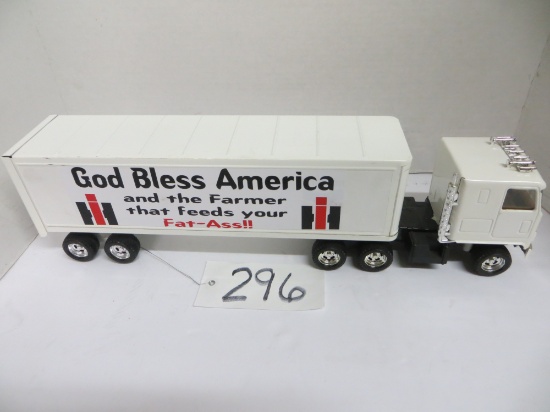 God Bless America
and the Farmer
that feeds your
Fat-Ass!!
296